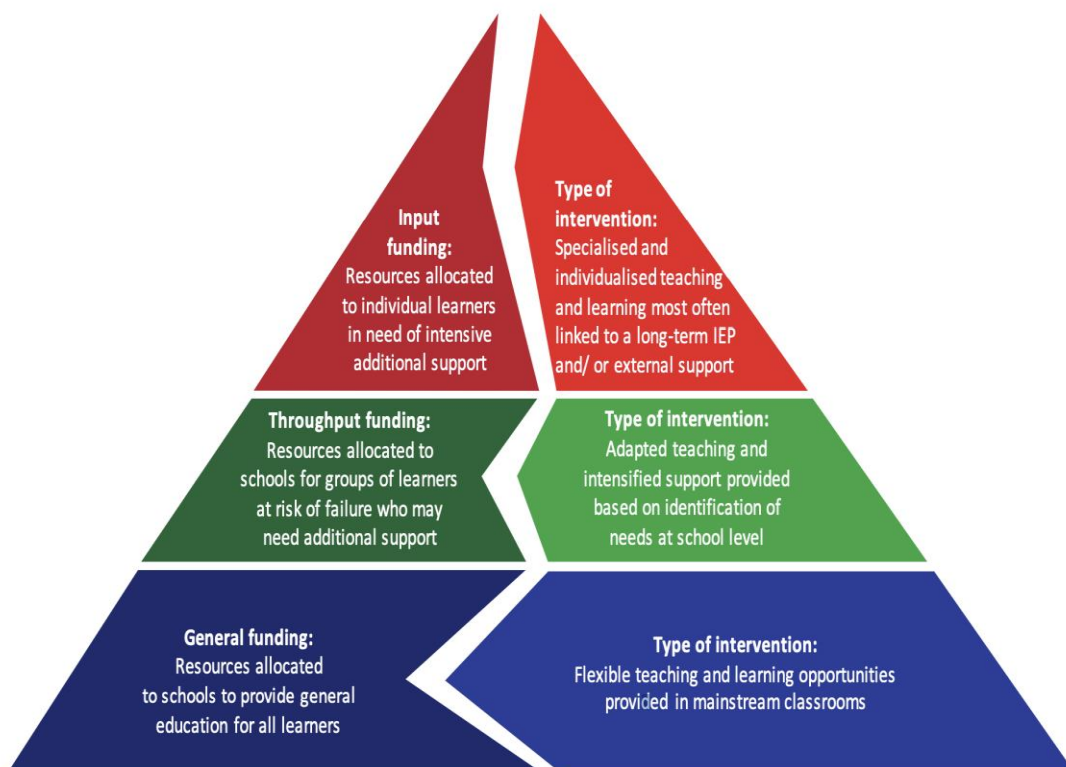 Input
funding:
Resources allocated
to individual learners
in need of intensive
additional support
Type of
intervention:
Specialised and
individualised teaching
and learning most often
linked to a long-term IEP
and/ or external support
Throughput funding:
Resources allocated to
schools for groups of learners
at risk of failure who may
need additional support
Type of intervention:
Adapted teaching and
intensified support provided
based on identification of
needs at school level
General funding:
Resources allocated
to schools to provide general
education for all learners
Type of intervention:
Flexible teaching and learning opportunities
provided in mainstream classrooms